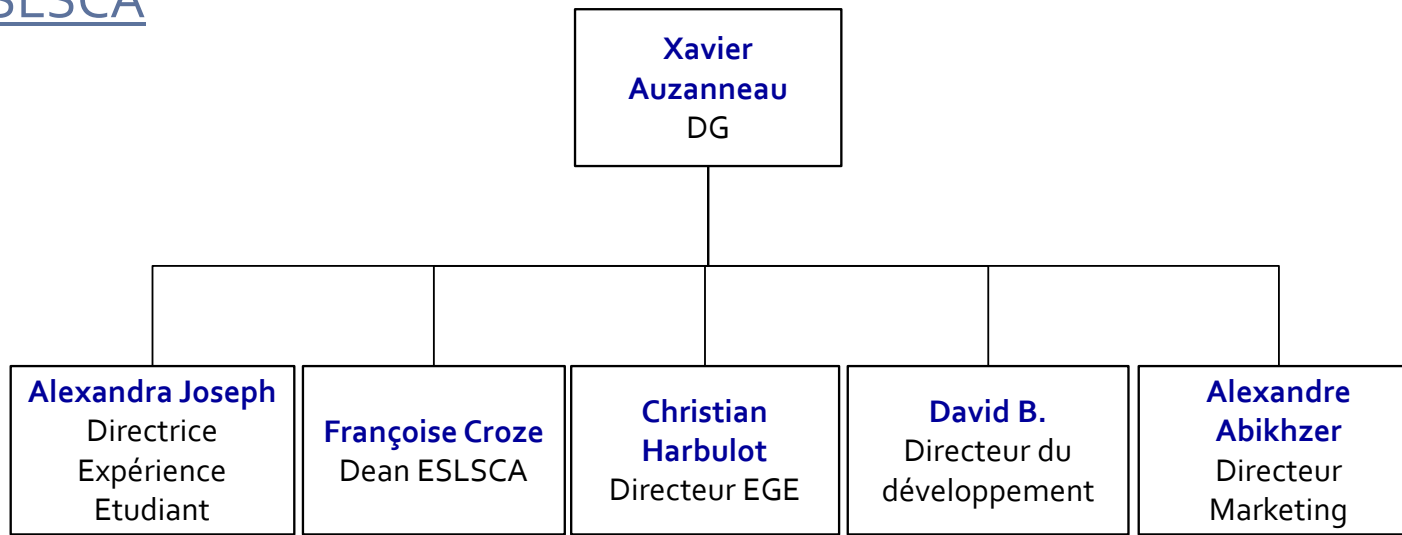 SLSCA
Xavier
Auzanneau
DG
Alexandra Joseph
Directrice
Expérience
Etudiant
Françoise Croze
Dean ESLSCA
Christian
Harbulot
Directeur EGE
David B.
Directeur du
développement
Alexandre
Abikhzer
Directeur
Marketing